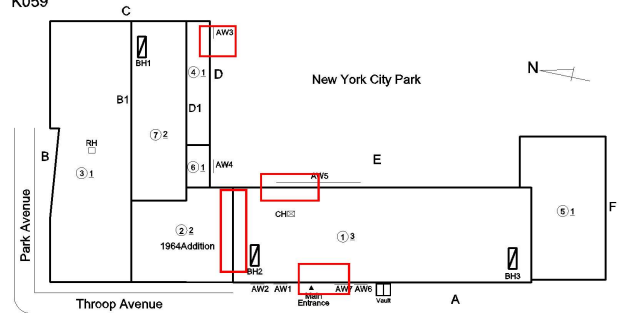 K059
C
AW3
BH1
④ 1
D
New York City Park
N
B1
D1
RH
⑦ 2
B
③ 1
⑥ 1
AW4
E
AW5
Park Avenue
② 2
1964Addition
CH
① 3
⑤ 1
F
BH2
BH3
AW2 AW1
Main
Entrance
AW7 AW6
Vault
A
Throop Avenue